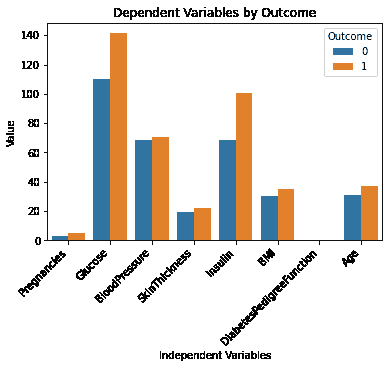 Dependent Variables by Outcome
Outcome
0
1
Value
140
120
100
80
60
40
20
0
Pregnancies
Glucose
BloodPressure
SkinThickness
Insulin
BMI
DiabetesPedigreeFunction
Age
Independent Variables